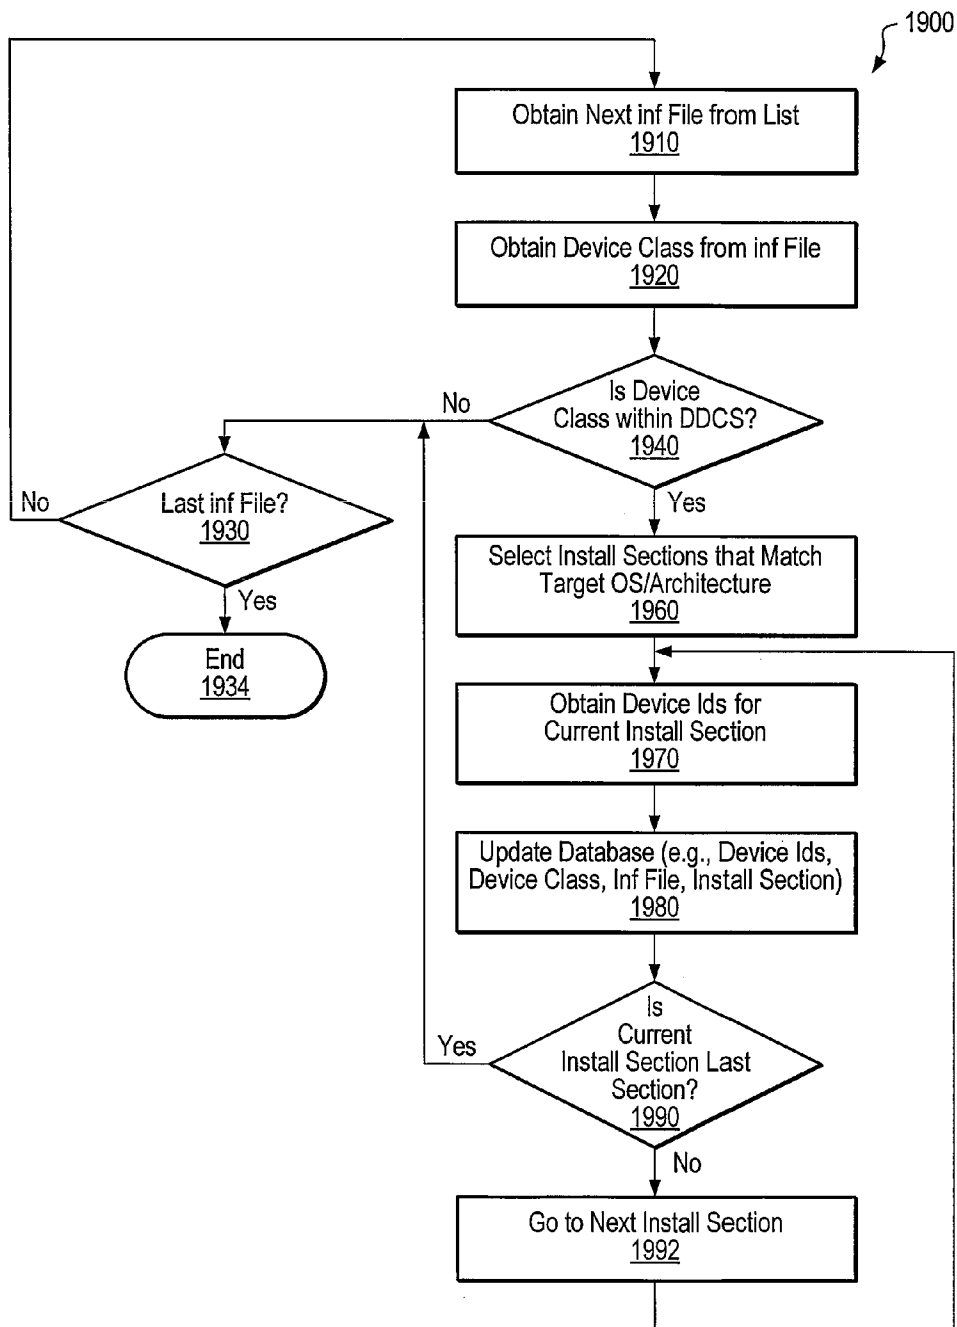 1900
Obtain Next inf File from List
1910
Obtain Device Class from inf File
1920
Is Device
Class within DDCS?
1940
No
Yes
Last inf File?
1930
No
Yes
End
1934
Select Install Sections that Match
Target OS/Architecture
1960
Obtain Device Ids for
Current Install Section
1970
Update Database (e.g., Device Ids,
Device Class, Inf File, Install Section)
1980
Is
Current
Install Section Last
Section?
1990
Yes
No
Go to Next Install Section
1992